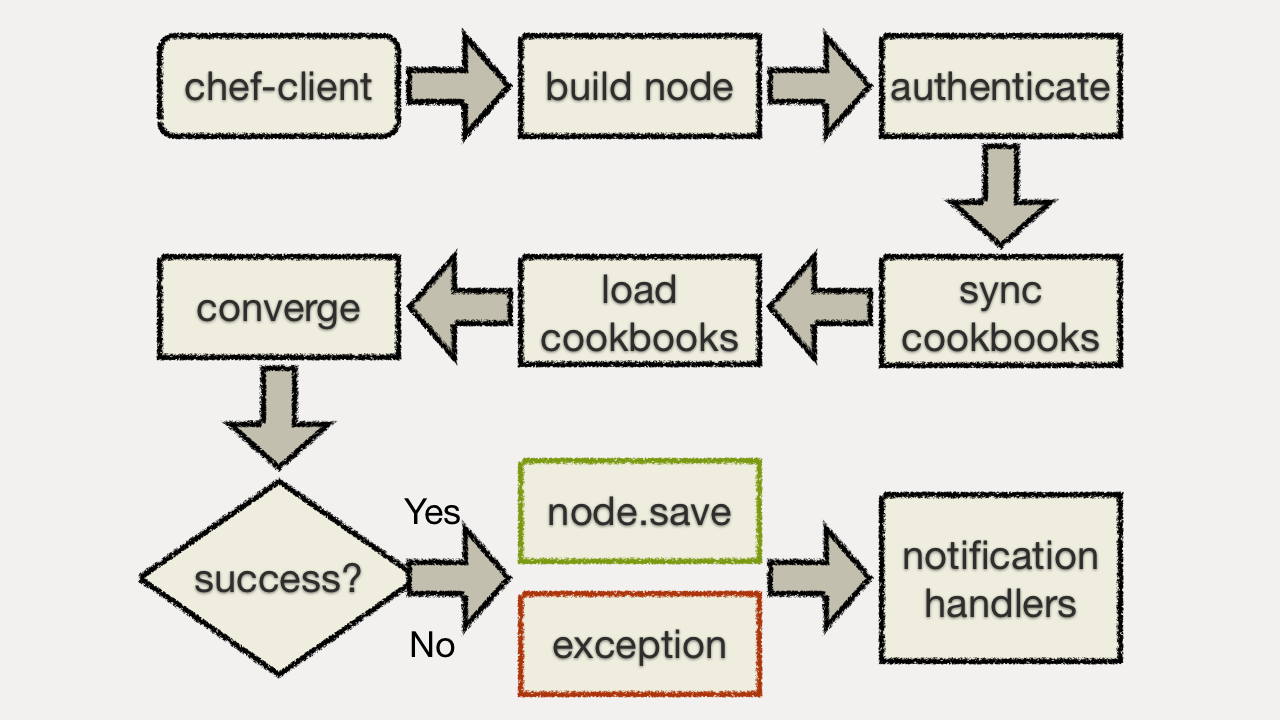 chef-client
build node
authenticate
sync
cookbooks
load
cookbooks
converge
success?
Yes
No
node.save
exception
notification
handlers